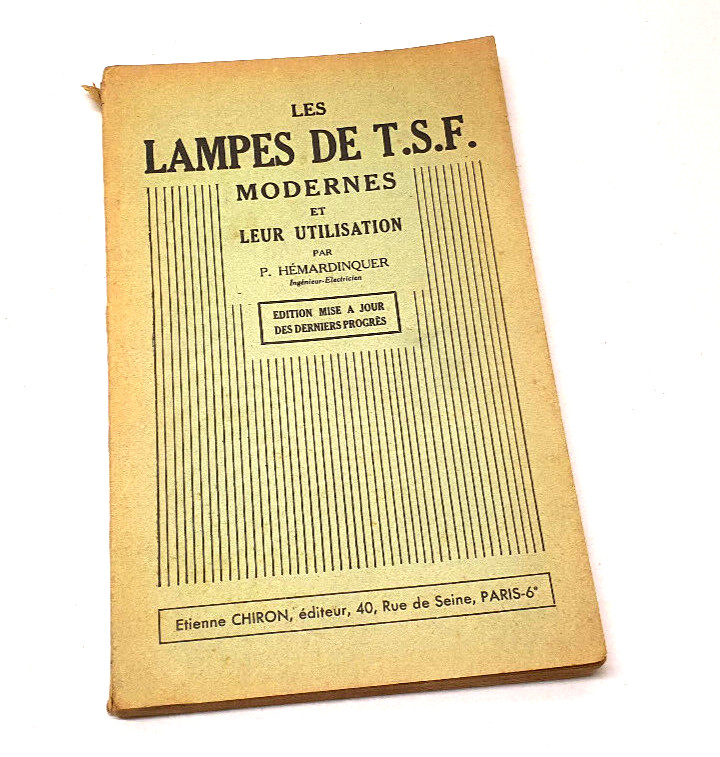 LES
LAMPES DE T.S.F.
MODERNES
ET
LEUR UTILISATION
PAR
P. HÉMARDINQUER
Ingénieur-Electricien
EDITION MISE A JOUR
DES DERNIERS PROGRÈS
Etienne CHIRON, éditeur, 40, Rue de Seine, PARIS-6ᵉ